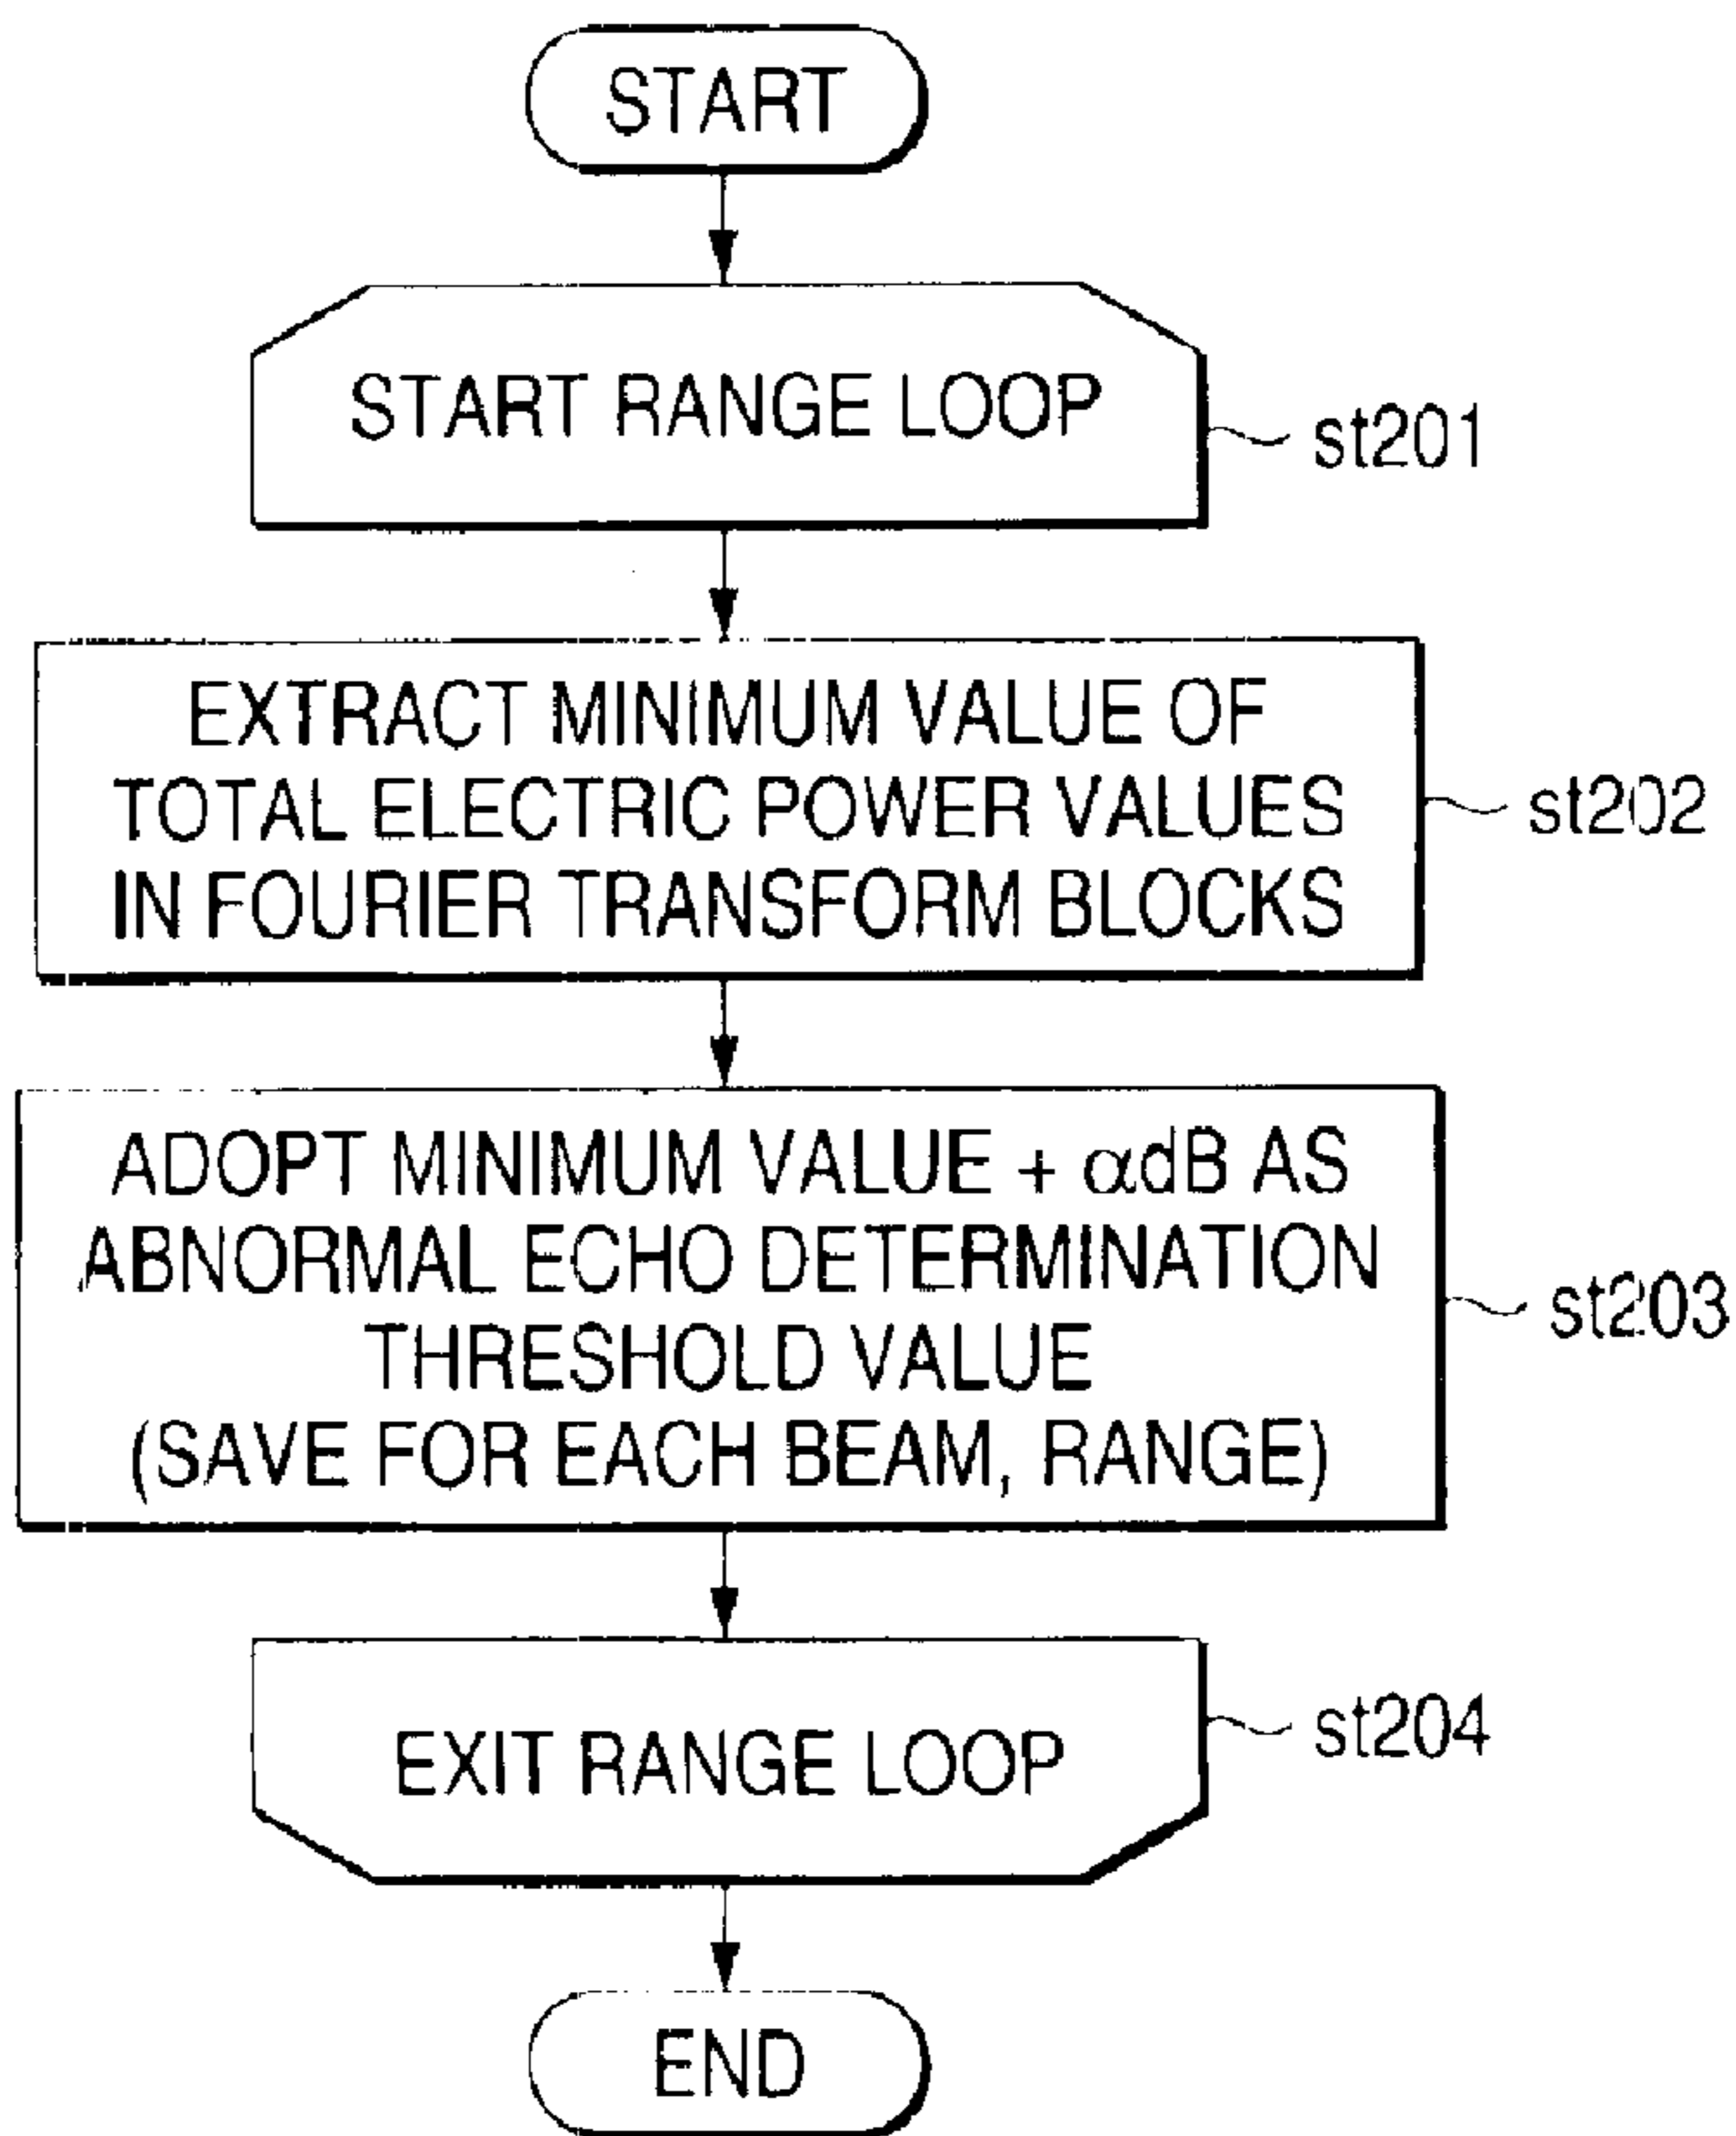 START
START RANGE LOOP
st201
EXTRACT MINIMUM VALUE OF
TOTAL ELECTRIC POWER VALUES
IN FOURIER TRANSFORM BLOCKS
st202
ADOPT MINIMUM VALUE + αdB AS
ABNORMAL ECHO DETERMINATION
THRESHOLD VALUE
(SAVE FOR EACH BEAM, RANGE)
st203
EXIT RANGE LOOP
st204
END